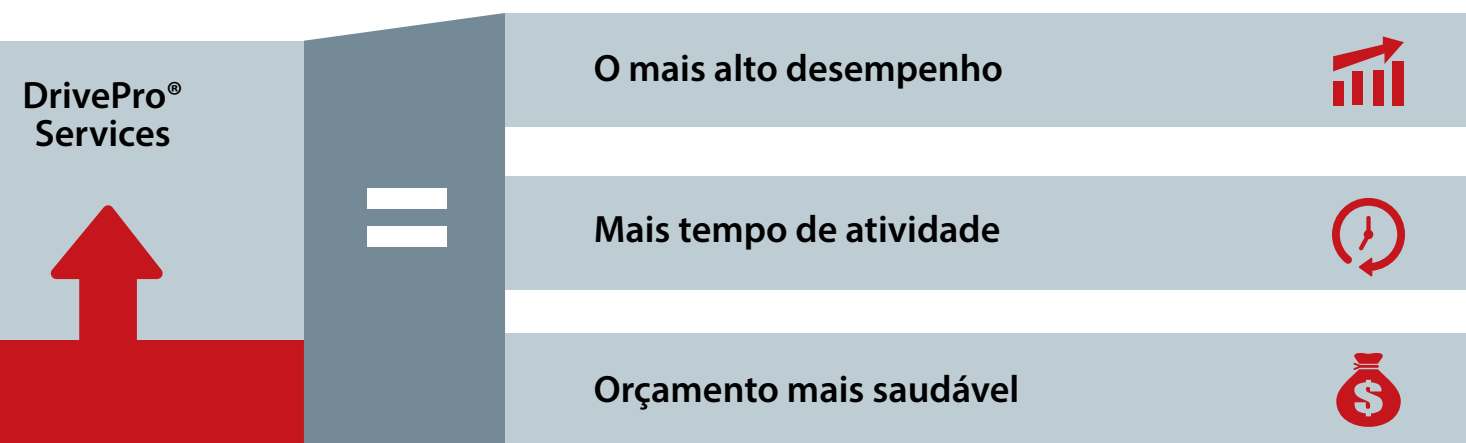 DrivePro®
Services
O mais alto desempenho
Mais tempo de atividade
Orçamento mais saudável
$